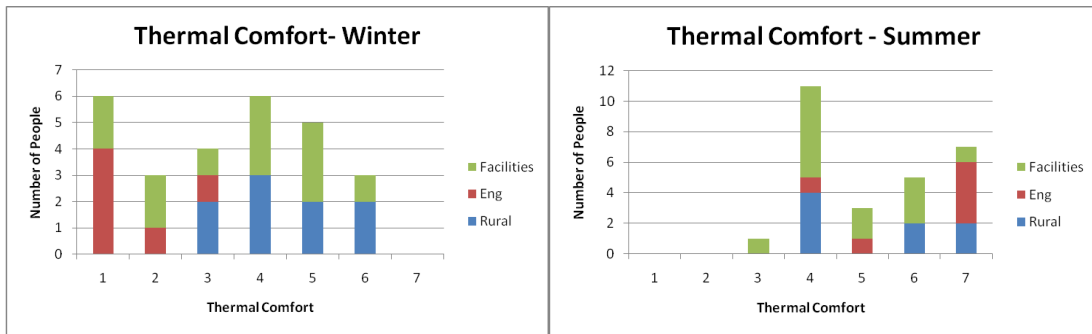 Thermal Comfort- Winter
7
6
5
4
3
2
1
0
Number of People
1 2 3 4 5 6 7
Thermal Comfort
Facilities
Eng
Rural
Thermal Comfort - Summer
12
10
8
6
4
2
0
Number of People
1 2 3 4 5 6 7
Thermal Comfort
Facilities
Eng
Rural